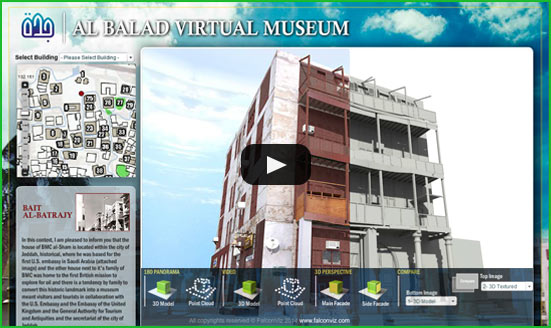 AL BALAD VIRTUAL MUSEUM
Select Building
- Please Select Building -
BAIT
AL-BATRAJY
In this content, I am pleased to inform you that the
house of BMC al-Sham is located within the city of
Jeddah, historical, where he was based for the
first U.S. embassy in Saudi Arabia (attached
image) and the other house next to it's family of
BMC was home to the first British mission to
explore for oil and there is a tendency by family to
convert this historic landmark into a museum
meant visitors and tourists in collaboration with
the U.S. Embassy and the Embassy of the United
Kingdom and the General Authority for Tourism
and Antiquities and the secretariat of the city of
Jeddah.
180 PANORAMA
VIDEO
3D PERSPECTIVE
COMPARE
3D Model
Point Cloud
3D Model
Point Cloud
Main Facade
Side Facade
Top Image
2- 3D Textured
Bottom Image
3D Model
All copyrights reserved © Falconviz
www.falconviz.com